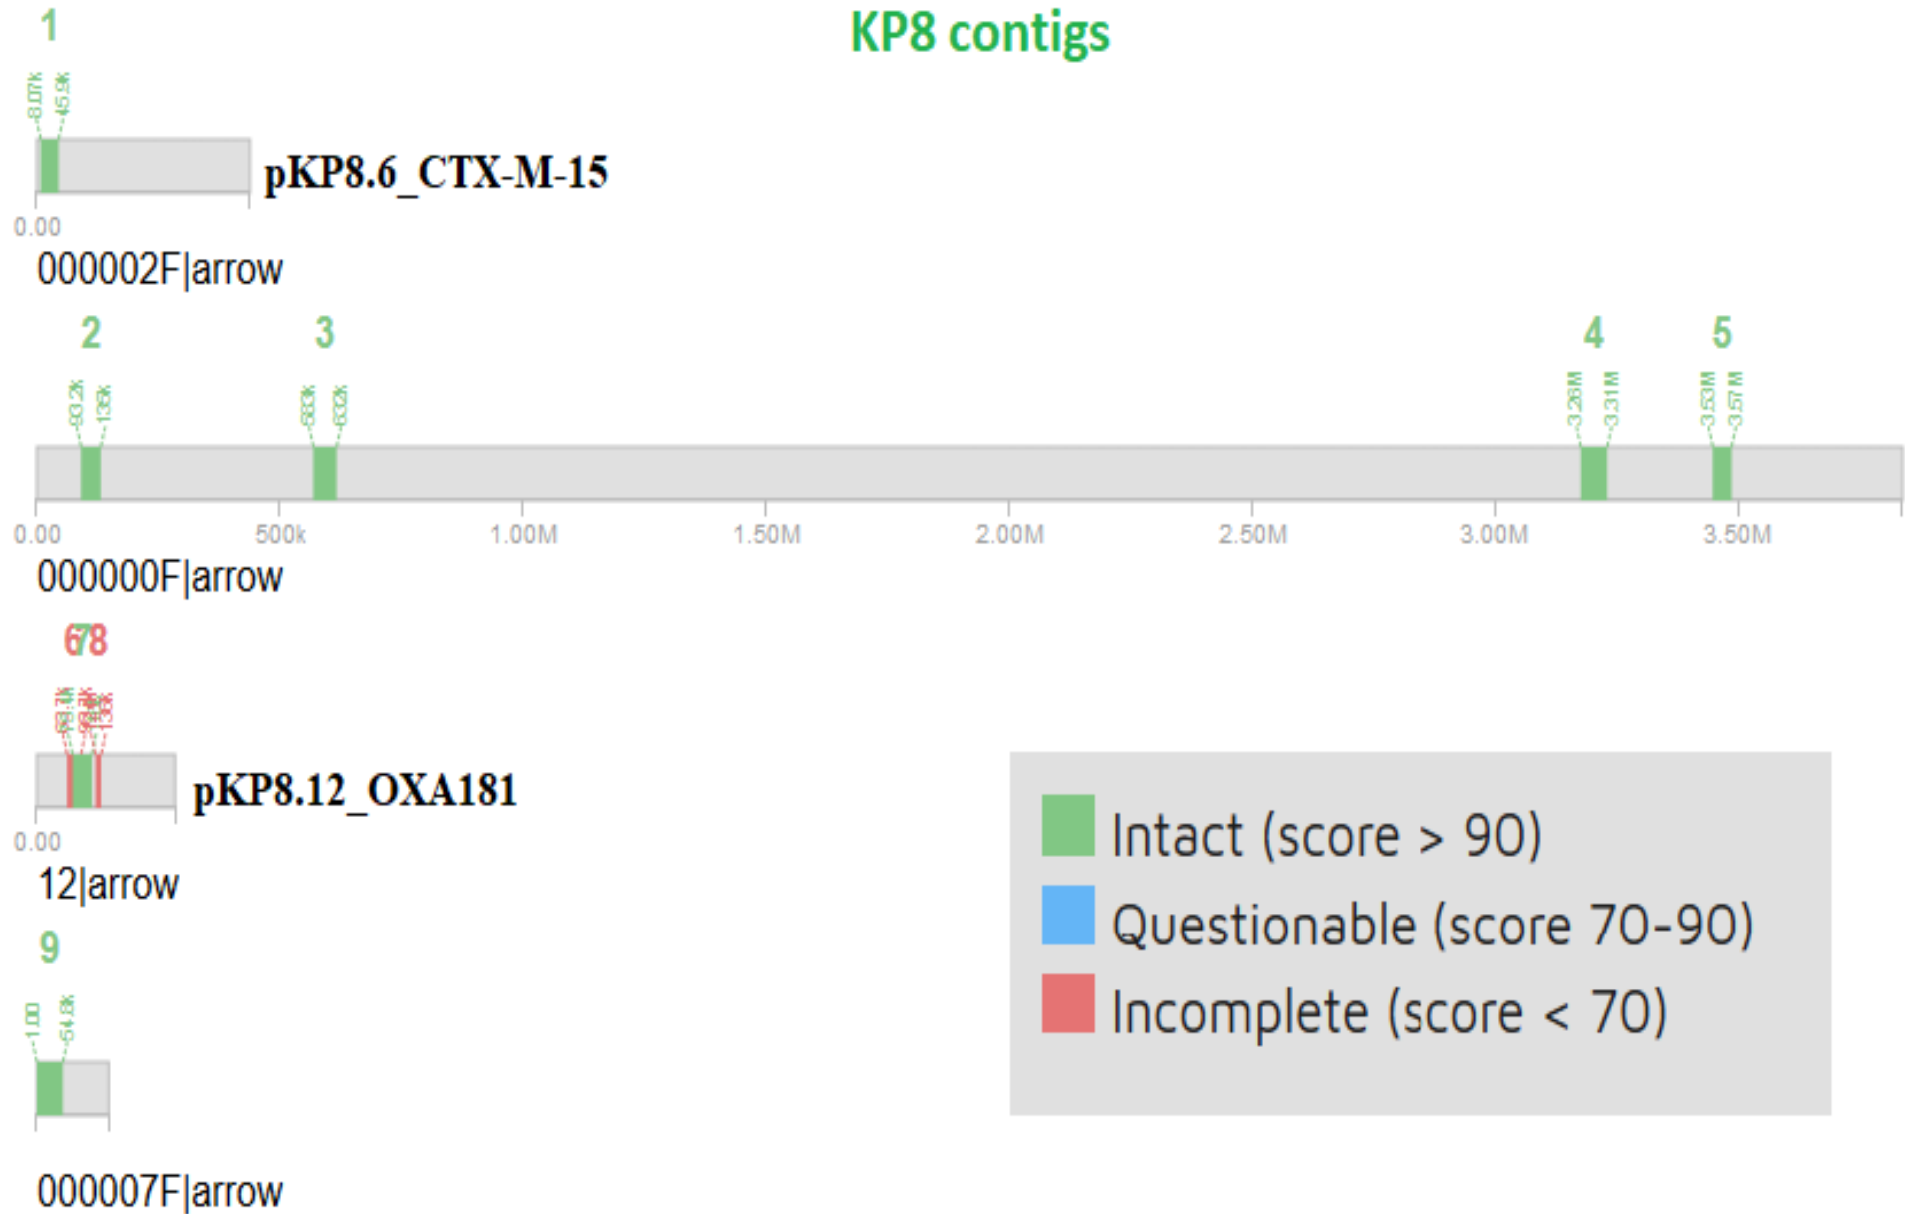 KP8 contigs
1
8.07k 45.9k
pKP8.6_CTX-M-15
0.00
000002F|arrow
2 3 4 5
93.2k 135k 632k 3.26M 3.31M 3.53M 3.57M
0.00 500k 1.00M 1.50M 2.00M 2.50M 3.00M 3.50M
000000F|arrow
678
136k
pKP8.12_OXA181
0.00
12|arrow
9
1.00 54.8k
000007F|arrow
Intact (score > 90)
Questionable (score 70-90)
Incomplete (score < 70)